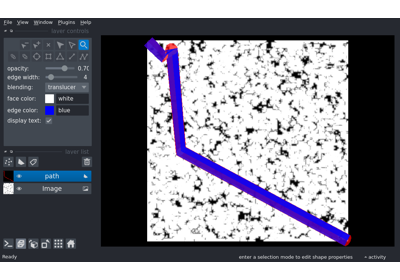 File View Window Plugins Help
layer controls
opacity: 0.70
edge width: 4
blending: translucer
face color: white
edge color: blue
display text:
layer list
path
Image
Ready enter a selection mode to edit shape properties activity